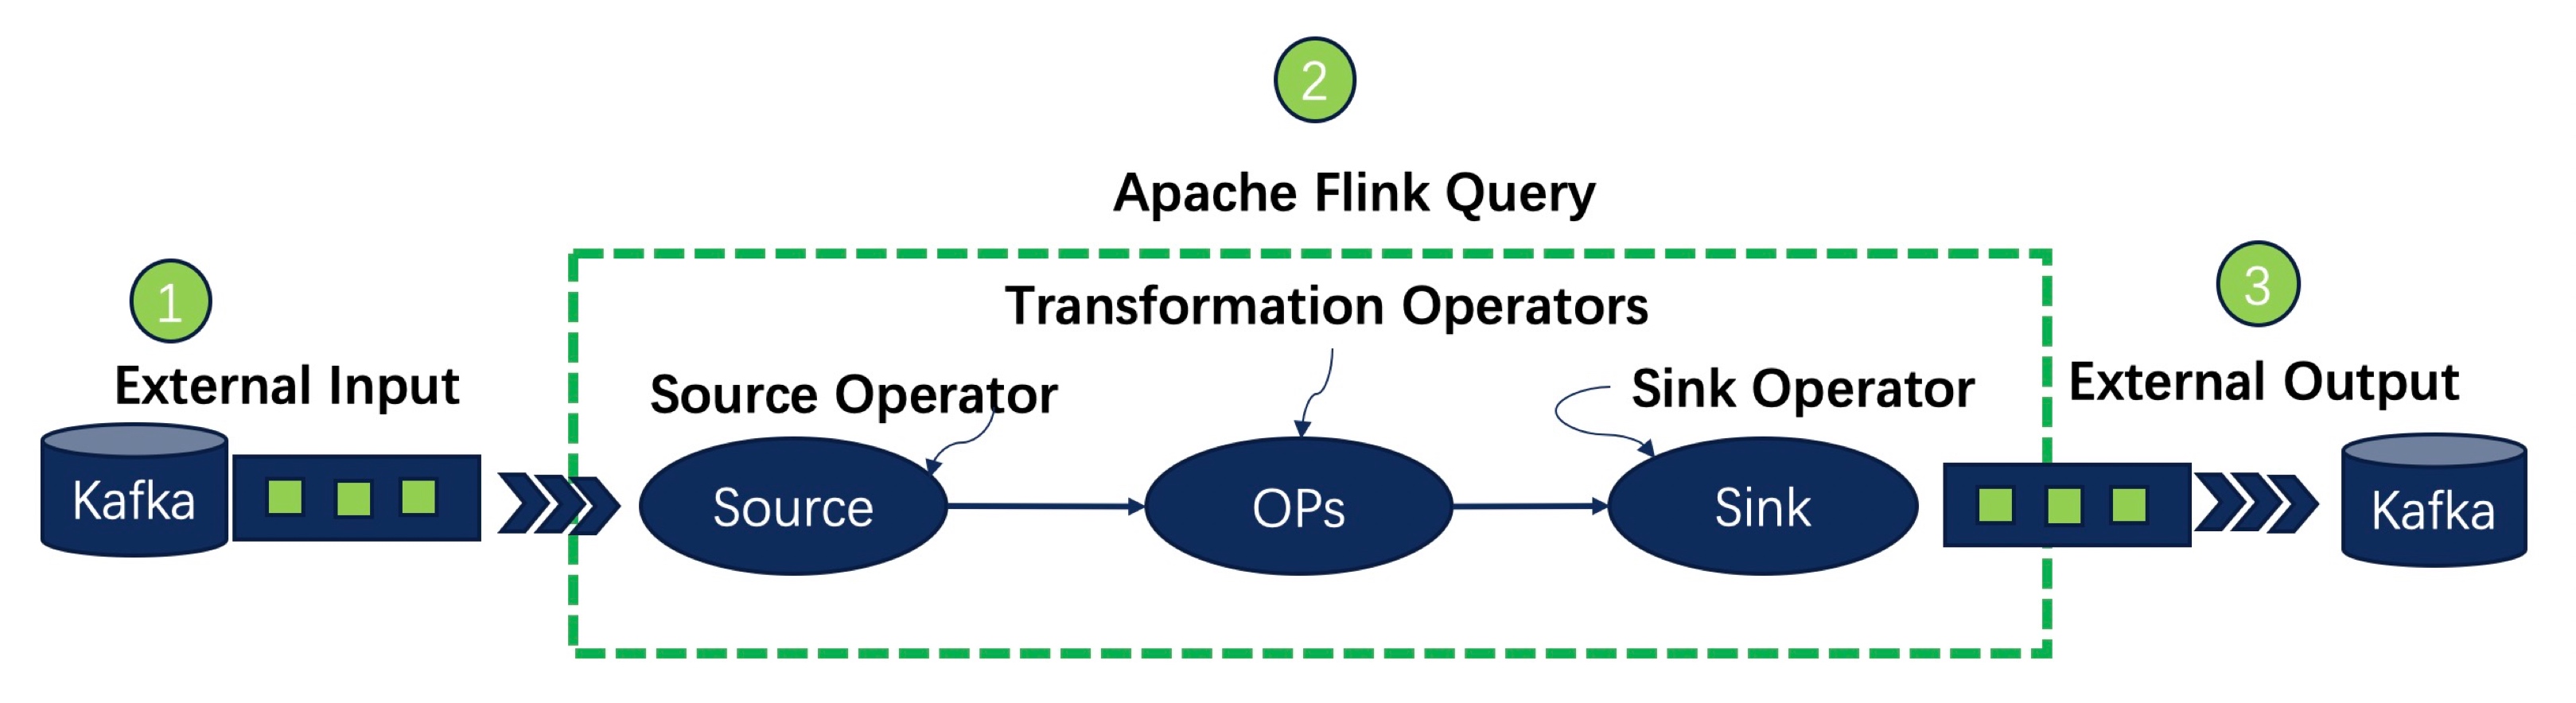 2
Apache Flink Query
1
External Input
Kafka
Transformation Operators
Source Operator
Sink Operator
Source
OPs
Sink
3
External Output
Kafka